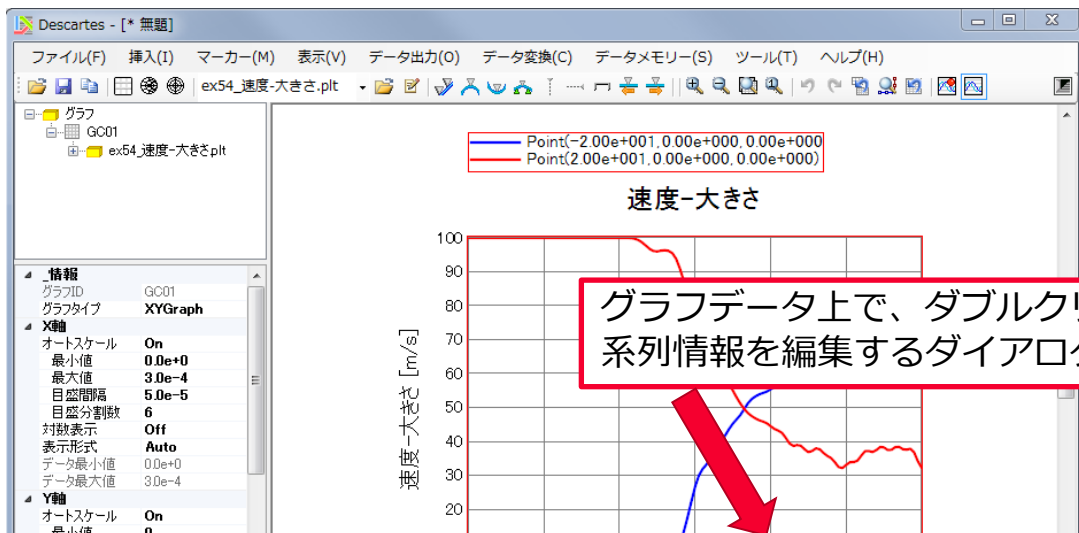 Descartes - [* 無題]
ファイル(F) 挿入(I) マーカー(M) 表示(V) データ出力(O) データ変換(C) データメモリー(S) ツール(T) ヘルプ(H)
ex54_速度-大きさ.plt
グラフ
GC01
ex54_速度-大きさ.plt
_情報
グラフID GC01
グラフタイプ XYGraph
X軸
オートスケール On
最小値 0.0e+0
最大値 3.0e-4
目盛間隔 5.0e-5
目盛分割数 6
対数表示 Off
表示形式 Auto
データ最小値 0.0e+0
データ最大値 3.0e-4
Y軸
オートスケール On
最小値 0
Point(-2.00e+001,0.00e+000,0.00e+000
Point(2.00e+001,0.00e+000,0.00e+000)
速度-大きさ
100
90
80
70
60
50
40
30
20
速度-大きさ [m/s]
グラフデータ上で、ダブルク
系列情報を編集するダイアロ